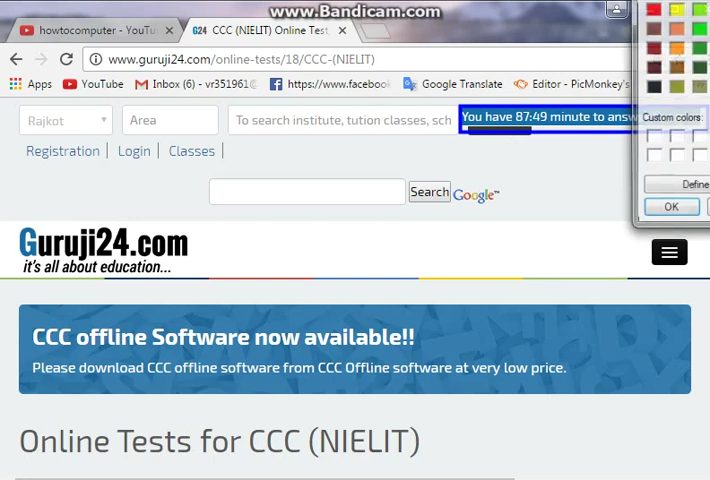 www.Bandicam.com
howtocomputer - YouTu
G24 CCC (NIELIT) Online Test
www.guruji24.com/online-tests/18/CCC-(NIELIT)
Apps YouTube Inbox (6) - vr351961@ https://www.facebook Google Translate Editor - PicMonkey's
Rajkot Area To search institute, tution classes, sch You have 87:49 minute to answ Custom colors:
Registration Login Classes
Define
OK
Search Google™
Guruji24.com
it's all about education...
CCC offline Software now available!!
Please download CCC offline software from CCC Offline software at very low price.
Online Tests for CCC (NIELIT)